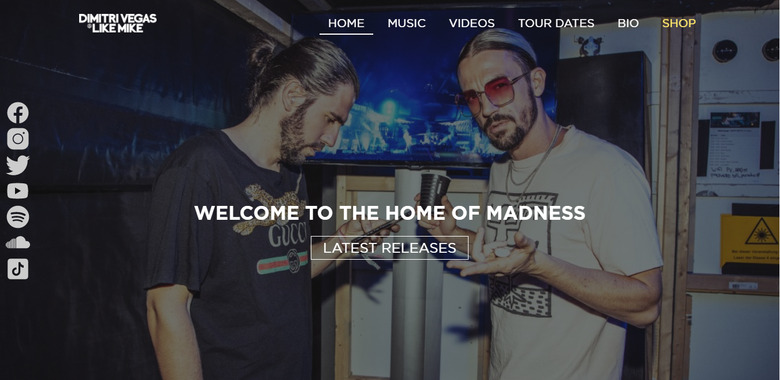 DIMITRI VEGAS
& LIKE MIKE
HOME
MUSIC
VIDEOS
TOUR DATES
BIO
SHOP
WELCOME TO THE HOME OF MADNESS
LATEST RELEASES
GUCCI